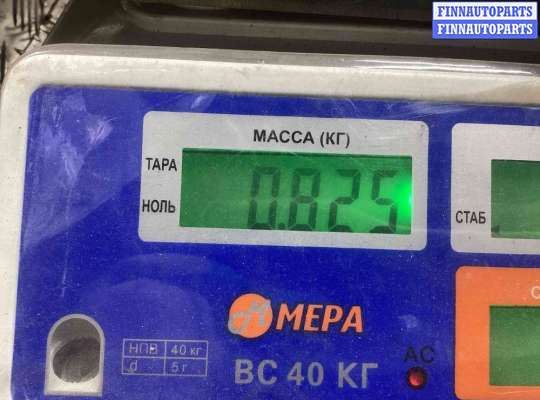 FINNAUTOPARTS
FINNAUTOPARTS
МАССА (КГ)
ТАРА
0.825
НОЛЬ
СТАБ
МЕРА
НПВ 40 кг
d 5 г
ВС 40 КГ
АС